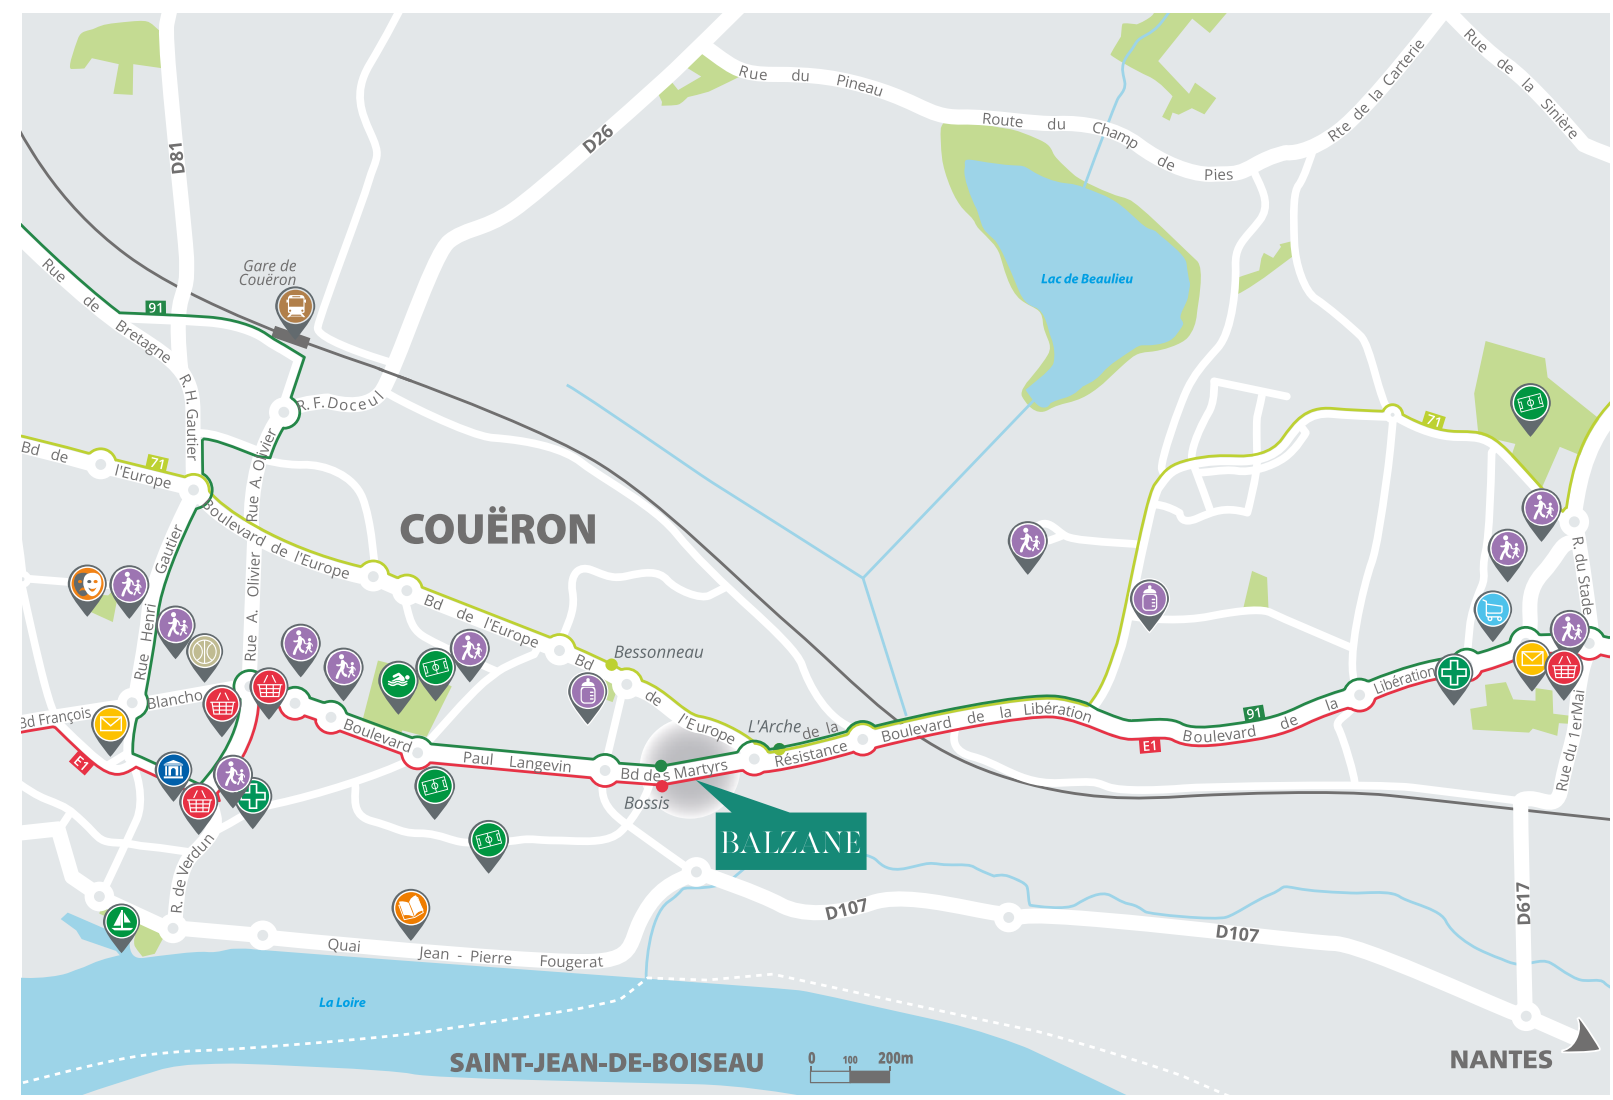 Rue du Pineau
Route du Champ de Pies
Rte de la Carterie
Rue de la Sinière
D81
D26
Gare de
Couëron
Lac de Beaulieu
Rue de Bretagne
91
R. H. Gautier
R. F. Doceul
Rue A. Olivier
71
Bd de l'Europe
71
Boulevard de l'Europe
COUËRON
Rue Henri Gautier
Rue A. Olivier
Bd de l'Europe
R. du Stade
Bessonneau
Bd de l'Europe
Bd François Blancho
L'Arche
Boulevard de la Résistance
Boulevard de la Libération
91
Boulevard de la Libération
E1
E1
Boulevard Paul Langevin
Bd des Martyrs
Bossis
Rue du 1erMai
BALZANE
R. de Verdun
D107
D107
D617
Quai Jean - Pierre Fougerat
La Loire
SAINT-JEAN-DE-BOISEAU
0 100 200m
NANTES